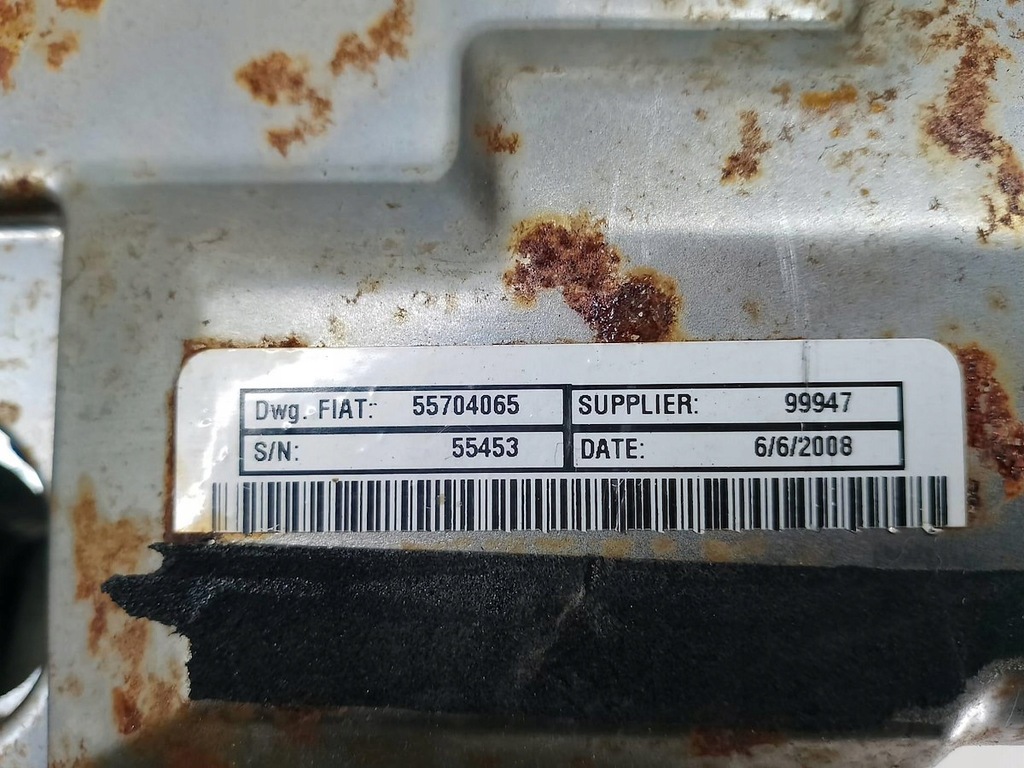 Dwg. FIAT: 55704065 SUPPLIER: 99947
S/N: 55453 DATE: 6/6/2008